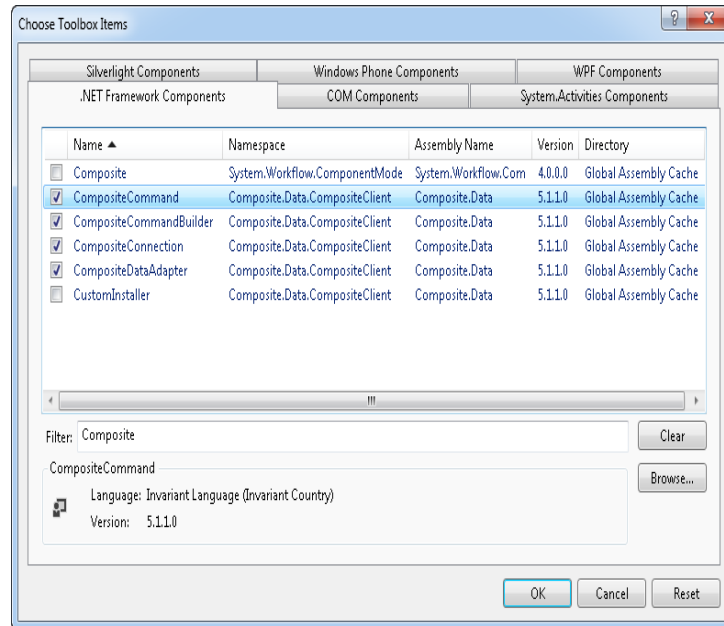 Choose Toolbox Items
Silverlight Components Windows Phone Components WPF Components
.NET Framework Components COM Components System.Activities Components
Name Namespace Assembly Name Version Directory
Composite System.Workflow.ComponentMode System.Workflow.Com 4.0.0.0 Global Assembly Cache
CompositeCommand Composite.Data.CompositeClient Composite.Data 5.1.1.0 Global Assembly Cache
CompositeCommandBuilder Composite.Data.CompositeClient Composite.Data 5.1.1.0 Global Assembly Cache
CompositeConnection Composite.Data.CompositeClient Composite.Data 5.1.1.0 Global Assembly Cache
CompositeDataAdapter Composite.Data.CompositeClient Composite.Data 5.1.1.0 Global Assembly Cache
CustomInstaller Composite.Data.CompositeClient Composite.Data 5.1.1.0 Global Assembly Cache
Filter: Composite Clear
CompositeCommand Browse...
Language: Invariant Language (Invariant Country)
Version: 5.1.1.0
OK Cancel Reset